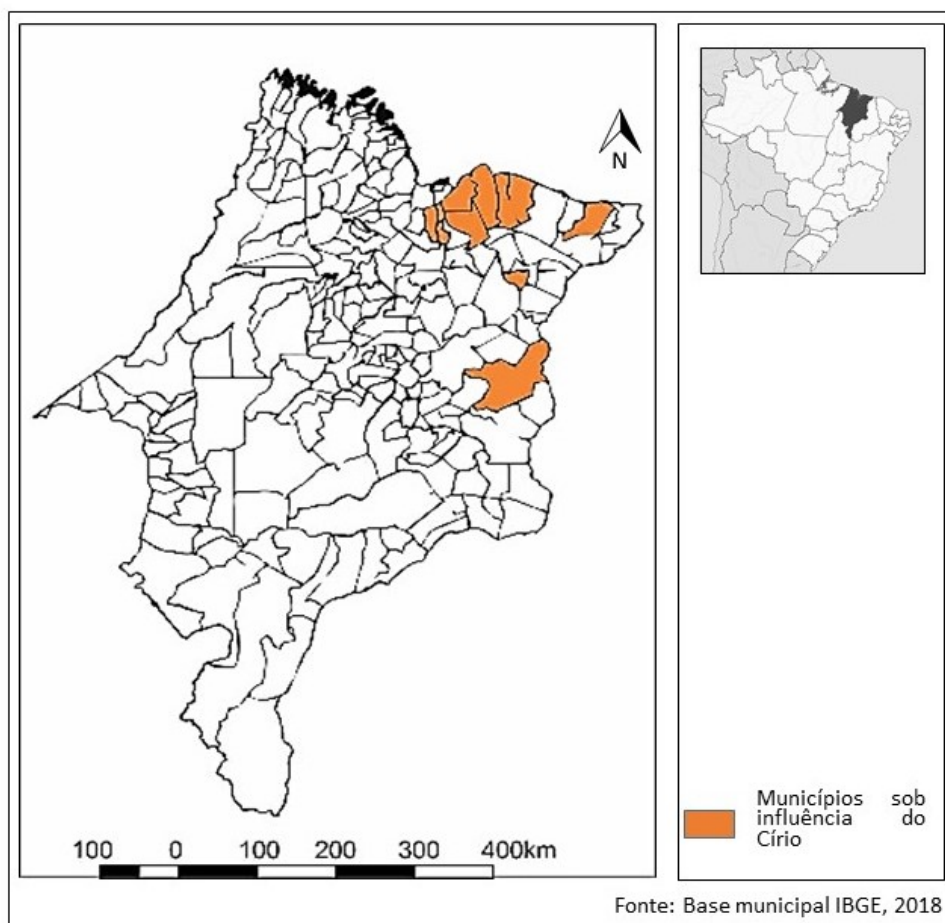 N
100 0 100 200 300 400km
Municípios sob
influência do
Círio
Fonte: Base municipal IBGE, 2018